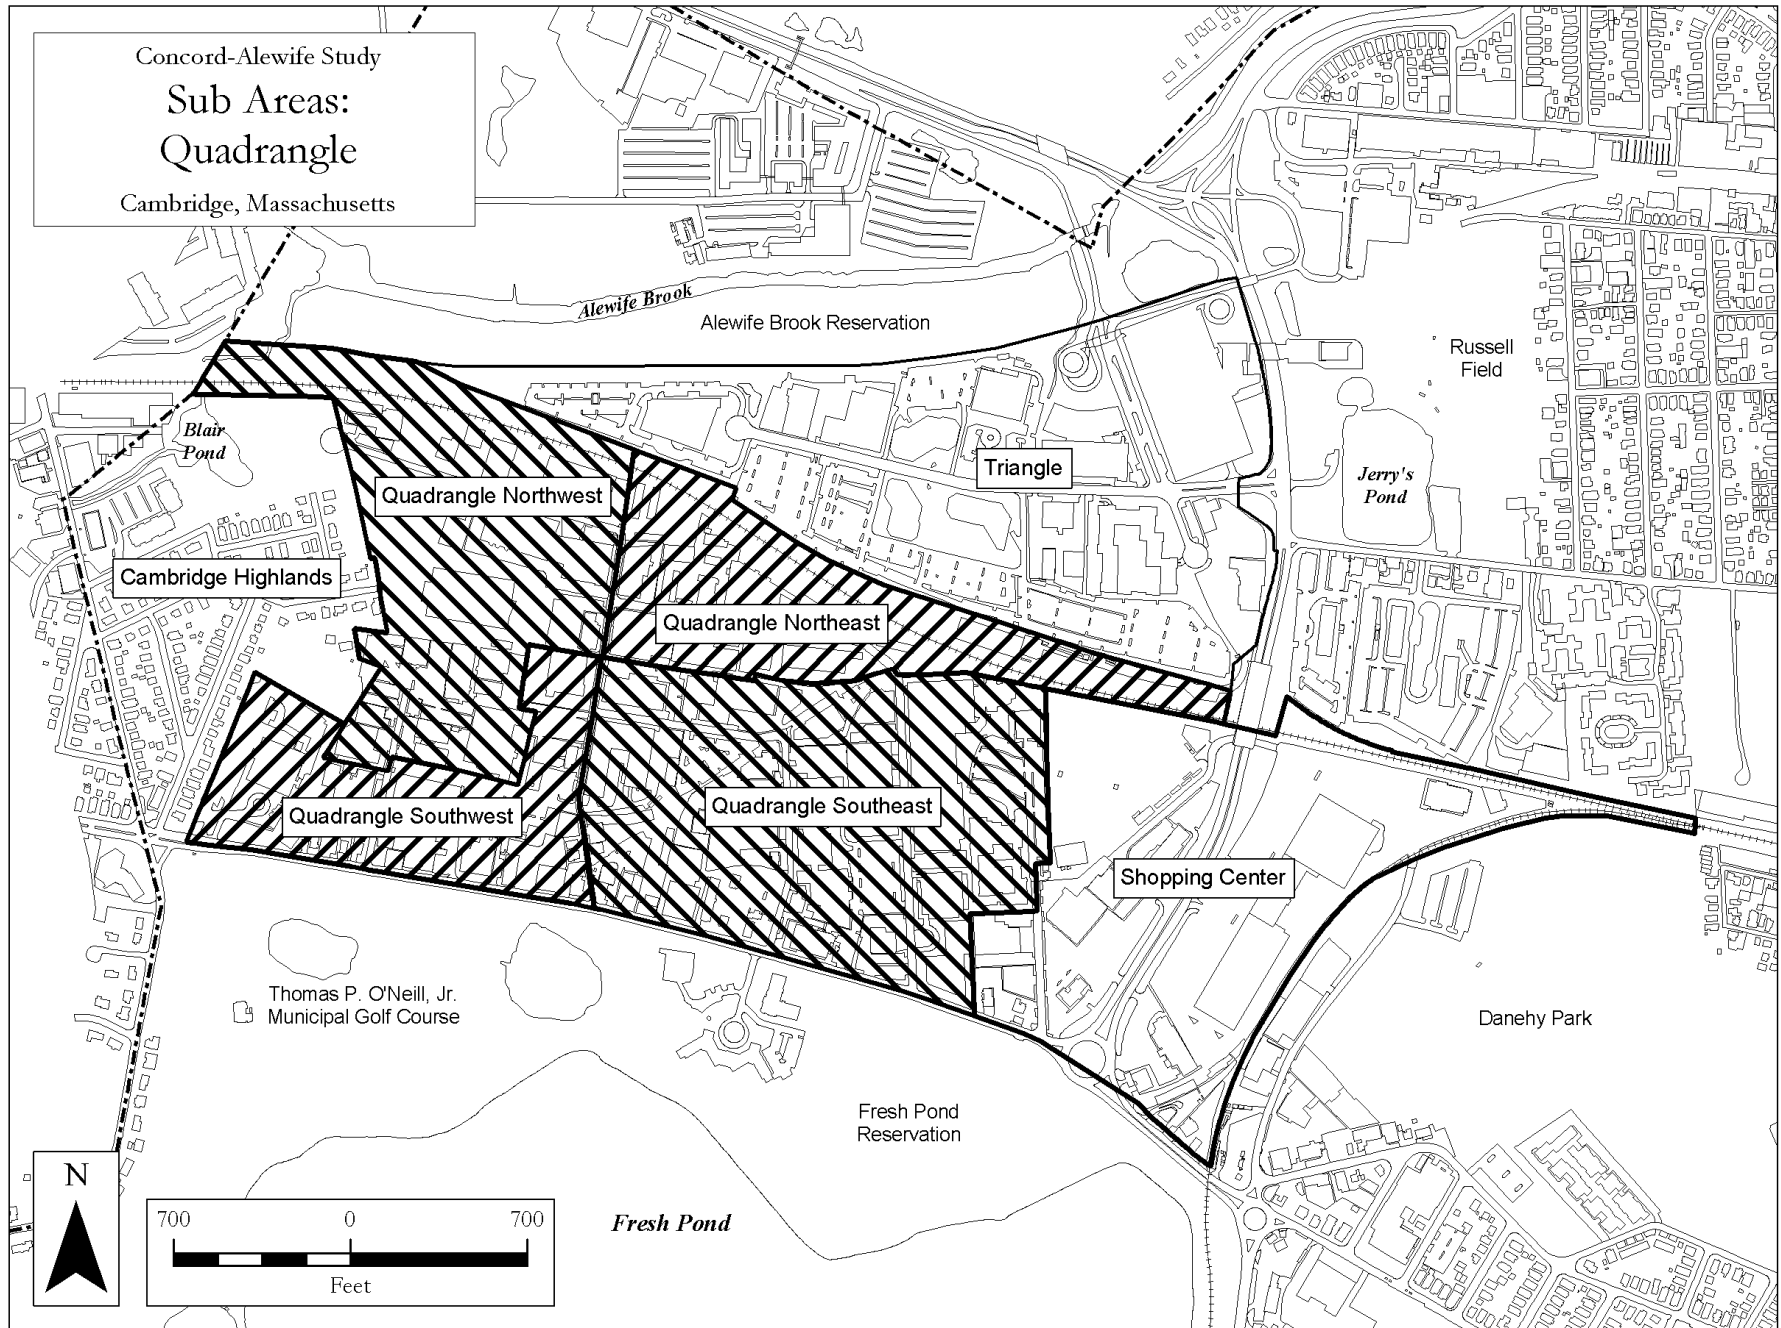 Concord-Alewife Study
Sub Areas:
Quadrangle
Cambridge, Massachusetts
Alewife Brook
Alewife Brook Reservation
Russell
Field
Blair
Pond
Triangle
Jerry's
Pond
Quadrangle Northwest
Cambridge Highlands
Quadrangle Northeast
Quadrangle Southwest
Quadrangle Southeast
Shopping Center
Thomas P. O'Neill, Jr.
Municipal Golf Course
Danehy Park
Fresh Pond
Reservation
N
700 0 700
Feet
Fresh Pond